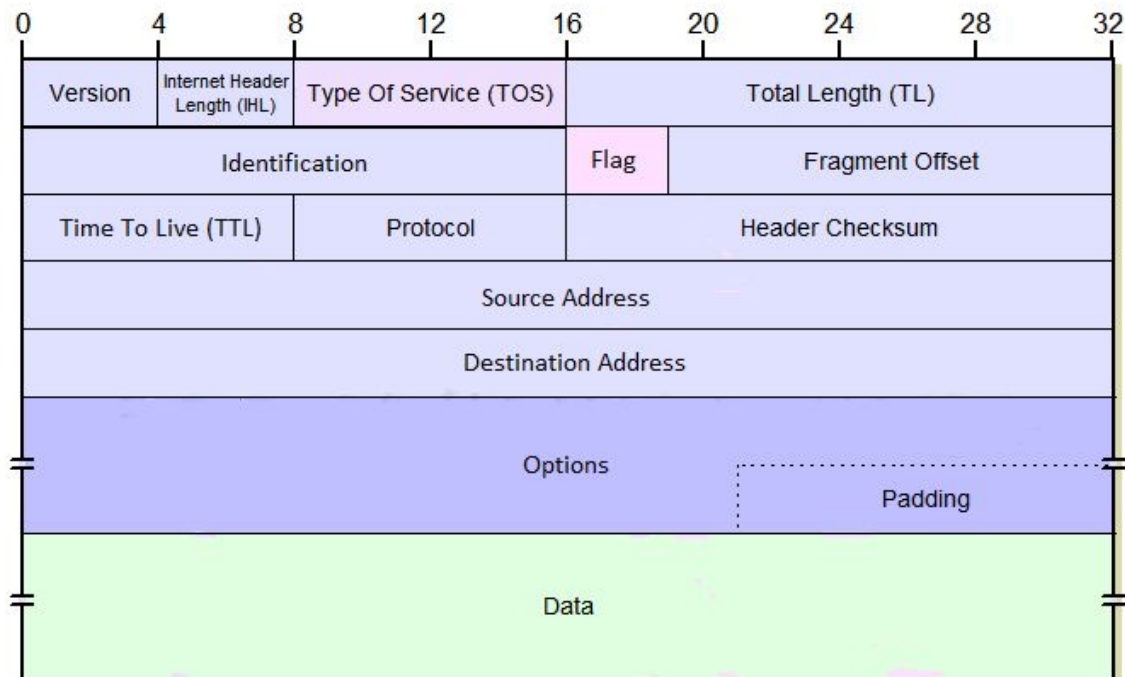 0 4 8 12 16 20 24 28 32
Version
Internet Header
Length (IHL)
Type Of Service (TOS)
Total Length (TL)
Identification
Flag
Fragment Offset
Time To Live (TTL)
Protocol
Header Checksum
Source Address
Destination Address
Options
Padding
Data